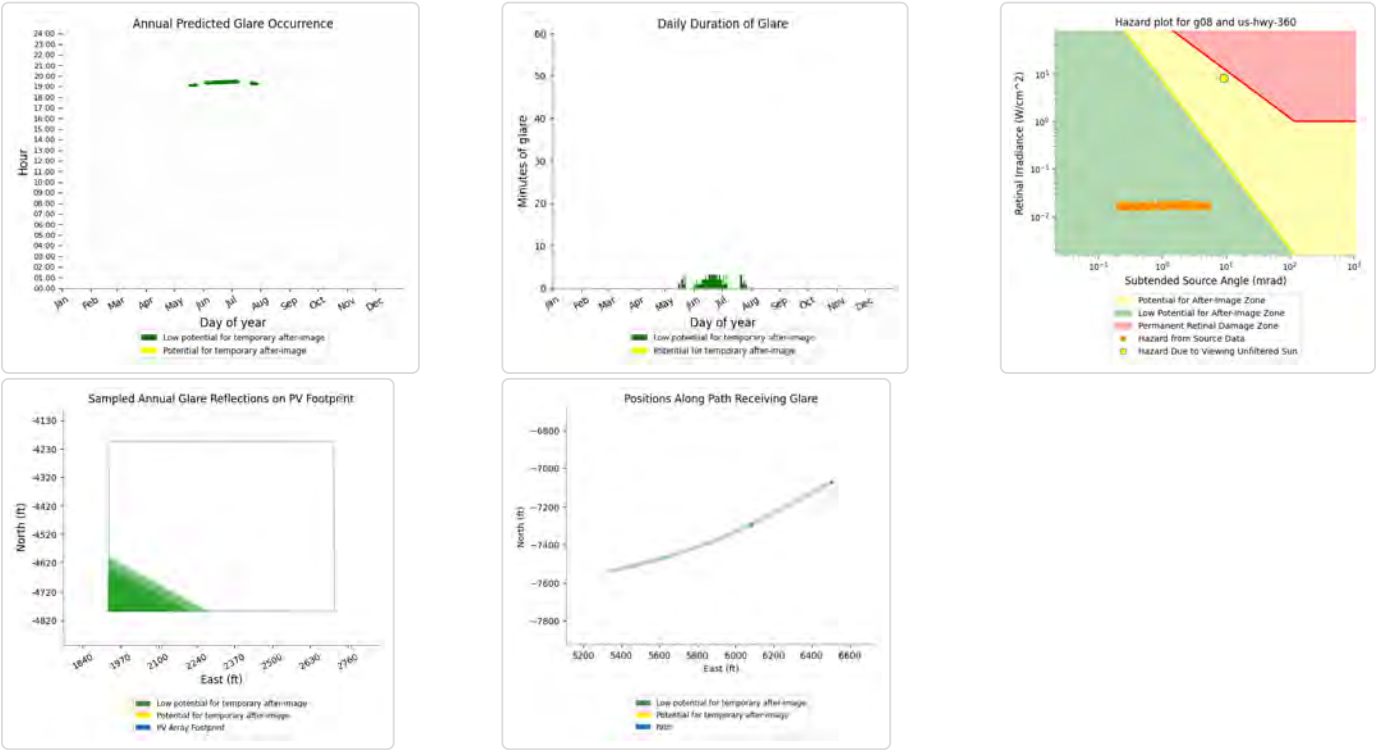 Annual Predicted Glare Occurrence
24:00
23:00
22:00
21:00
20:00
19:00
18:00
17:00
16:00
15:00
14:00
13:00
12:00
11:00
10:00
09:00
08:00
07:00
06:00
05:00
04:00
03:00
02:00
01:00
00:00
Hour
Jan Feb Mar Apr May Jun Jul Aug Sep Oct Nov Dec
Day of year
Low potential for temporary after-image
Potential for temporary after-image
Daily Duration of Glare
60
50
40
30
20
10
0
Minutes of glare
Jan Feb Mar Apr May Jun Jul Aug Sep Oct Nov Dec
Day of year
Low potential for temporary after-image
Potential for temporary after-image
Hazard plot for g08 and us-hwy-360
10¹
10⁰
10⁻¹
10⁻²
Retinal Irradiance (W/cm^2)
10⁻¹ 10⁰ 10¹ 10² 10³
Subtended Source Angle (mrad)
Potential for After-Image Zone
Low Potential for After-Image Zone
Permanent Retinal Damage Zone
Hazard from Source Data
Hazard Due to Viewing Unfiltered Sun
Sampled Annual Glare Reflections on PV Footprint
-4130
-4230
-4320
-4420
-4520
-4620
-4720
-4820
North (ft)
1840 1970 2100 2240 2370 2500 2630 2760
East (ft)
Low potential for temporary after-image
Potential for temporary after-image
PV Array Footprint
Positions Along Path Receiving Glare
−6800
−7000
−7200
−7400
−7600
−7800
North (ft)
5200 5400 5600 5800 6000 6200 6400 6600
East (ft)
Low potential for temporary after-image
Potential for temporary after-image
Path